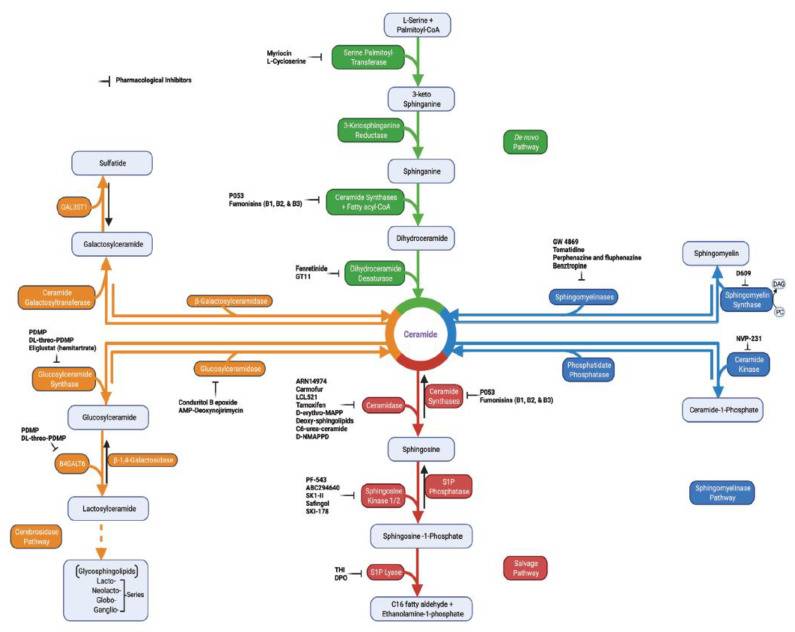 L-Serine +
Palmitoyl-CoA
Myriocin
L-Cycloserine
Serine Palmitoyl
Transferase
Pharmacological Inhibitors
3-keto
Sphinganine
3-Ketosphinganine
Reductase
De novo
Pathway
Sulfatide
Sphinganine
GAL3ST1
P053
Fumonisins (B1, B2, & B3)
Ceramide Synthases
+ Fatty acyl-CoA
Galactosylceramide
Dihydroceramide
GW 4869
Tomatidine
Perphenazine and fluphenazine
Benztropine
Sphingomyelin
Fenretinide
GT11
Dihydroceramide
Desaturase
D609
DAG
Ceramide
Galactosyltransferase
β-Galactosylceramidase
Sphingomyelinases
Sphingomyelin
Synthase
PC
Ceramide
PDMP
DL-threo-PDMP
Eliglustat (hemitartrate)
NVP-231
Glucosylceramide
Synthase
Glucosylceramidase
Phosphatidate
Phosphatase
Ceramide
Kinase
Conduritol B epoxide
AMP-Deoxynojirimycin
ARN14974
Carmofur
LCL521
Tamoxifen
D-erythro-MAPP
Deoxy-sphingolipids
C6-urea-ceramide
D-NMAPPD
Ceramidase
Ceramide
Synthases
P053
Fumonisins (B1, B2, & B3)
Glucosylceramide
Ceramide-1-Phosphate
PDMP
DL-threo-PDMP
B4GALT6
β-1,4-Galactosidase
Sphingosine
PF-543
ABC294640
SK1-II
Safingol
SKI-178
Sphingosine
Kinase 1/2
S1P
Phosphatase
Sphingomyelinase
Pathway
Lactosylceramide
Cerebrosidase
Pathway
Sphingosine -1-Phosphate
(Glycosphingolipids)
Lacto-
Neolacto-
Globo-
Ganglio-
Series
THI
DPO
S1P Lyase
Salvage
Pathway
C16 fatty aldehyde +
Ethanolamine-1-phosphate